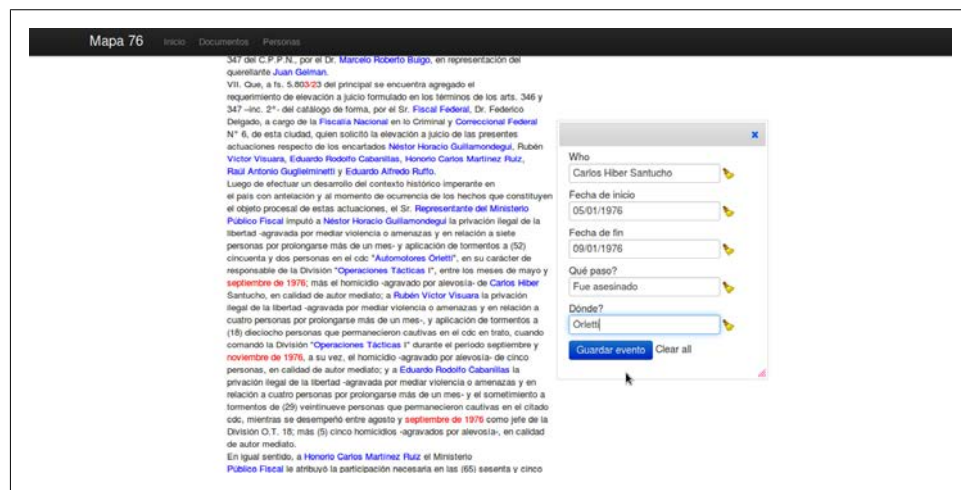 Mapa 76 Inicio Documentos Personas
347 del C.P.P.N., por el Dr. Marcelo Roberto Buigo, en representación del
querellante Juan Gelman.
VII. Que, a fs. 5.803/23 del principal se encuentra agregado el
requerimiento de elevación a juicio formulado en los términos de los arts. 346 y
347 –inc. 2°- del catálogo de forma, por el Sr. Fiscal Federal, Dr. Federico
Delgado, a cargo de la Fiscalía Nacional en lo Criminal y Correccional Federal
N° 6, de esta ciudad, quien solicitó la elevación a juicio de las presentes
actuaciones respecto de los encartados Néstor Horacio Guillamondegui, Rubén
Víctor Visuara, Eduardo Rodolfo Cabanillas, Honorio Carlos Martínez Ruiz,
Raúl Antonio Guglielminetti y Eduardo Alfredo Ruffo.
Luego de efectuar un desarrollo del contexto histórico imperante en
el país con antelación y al momento de ocurrencia de los hechos que constituyen
el objeto procesal de estas actuaciones, el Sr. Representante del Ministerio
Público Fiscal imputó a Néstor Horacio Guillamondegui la privación ilegal de la
libertad -agravada por mediar violencia o amenazas y en relación a siete
personas por prolongarse más de un mes- y aplicación de tormentos a (52)
cincuenta y dos personas en el cdc "Automotores Orletti", en su carácter de
responsable de la División "Operaciones Tácticas I", entre los meses de mayo y
septiembre de 1976; más el homicidio -agravado por alevosía- de Carlos Hiber
Santucho, en calidad de autor mediato; a Rubén Víctor Visuara la privación
ilegal de la libertad -agravada por mediar violencia o amenazas y en relación a
cuatro personas por prolongarse más de un mes-, y aplicación de tormentos a
(18) dieciocho personas que permanecieron cautivas en el cdc en trato, cuando
comandó la División "Operaciones Tácticas I" durante el período septiembre y
noviembre de 1976, a su vez, el homicidio -agravado por alevosía- de cinco
personas, en calidad de autor mediato; y a Eduardo Rodolfo Cabanillas la
privación ilegal de la libertad -agravada por mediar violencia o amenazas y en
relación a cuatro personas por prolongarse más de un mes- y el sometimiento a
tormentos de (29) veintinueve personas que permanecieron cautivas en el citado
cdc, mientras se desempeñó entre agosto y septiembre de 1976 como jefe de la
División O.T. 18; más (5) cinco homicidios -agravados por alevosía-, en calidad
de autor mediato.
En igual sentido, a Honorio Carlos Martínez Ruiz el Ministerio
Público Fiscal le atribuyó la participación necesaria en las (65) sesenta y cinco
x
Who
Carlos Hiber Santucho
Fecha de inicio
05/01/1976
Fecha de fin
09/01/1976
Qué paso?
Fue asesinado
Dónde?
Orletti
Guardar evento Clear all